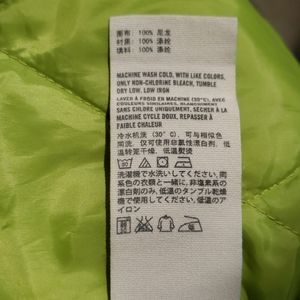 面布：100% 尼龙
村里：100% 涤纶
填料：100% 涤纶
MACHINE WASH COLD, WITH LIKE COLORS,
ONLY NON-CHLORINE BLEACH, TUMBLE
DRY LOW, LOW IRON
LAVER À FROID EN MACHINE (30°C), AVEC
COULEURS SIMILAIRES, BLANCHISSAGE
SANS CHLORE UNIQUEMENT, SÉCHAGE EN
MACHINE CYCLE DOUX, REPASSER À
FAIBLE CHALEUR
冷水机洗 (30°C)，可与相似色
同洗，仅可使用非氯性漂白剂，低
温转笼干燥，低温熨烫
洗濯機で水洗いしてください。同
系色の衣類と一緒に。非塩素系の
漂白剤のみ。低温のタンブル乾燥
機で使用してください。低温のア
イロン